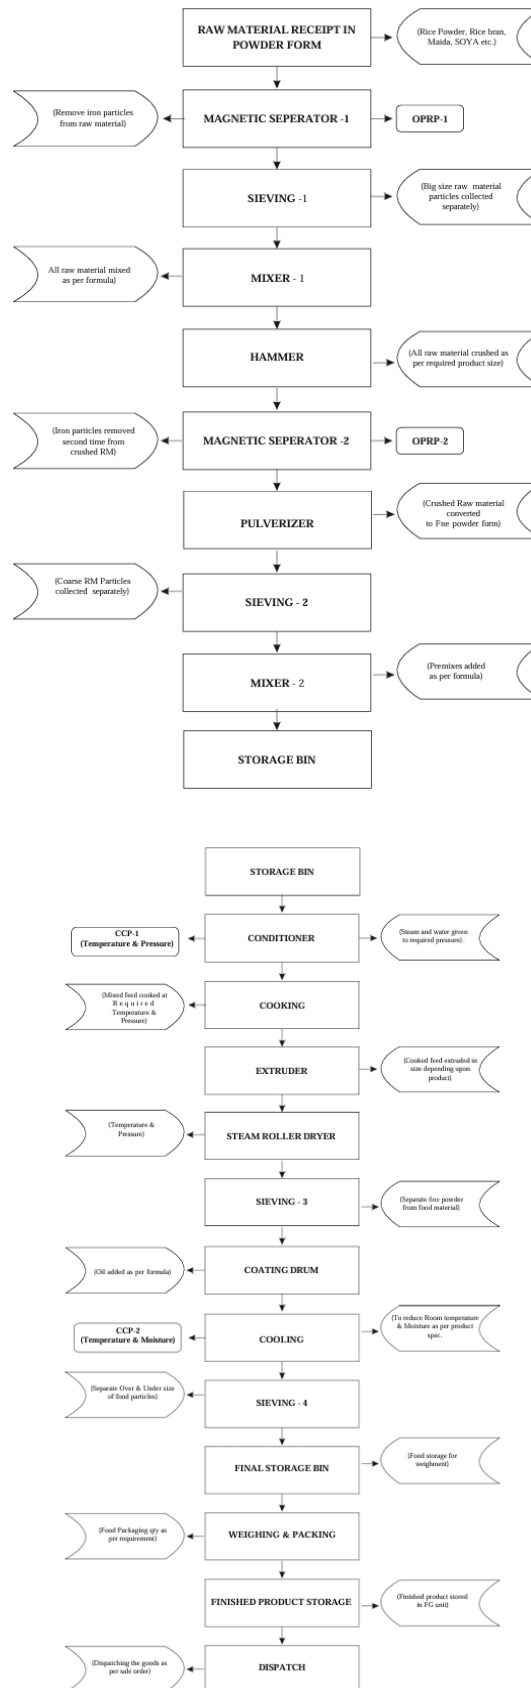 RAW MATERIAL RECEIPT IN
POWDER FORM
(Rice Powder, Rice bran,
Maida, SOYA etc.)
(Remove iron particles
from raw material)
MAGNETIC SEPERATOR -1
OPRP-1
SIEVING -1
(Big size raw material
particles collected
separately)
All raw material mixed
as per formula)
MIXER - 1
HAMMER
(All raw material crushed as
per required product size)
(Iron particles removed
second time from
crushed RM)
MAGNETIC SEPERATOR -2
OPRP-2
PULVERIZER
(Crushed Raw material
converted
to Fne powder form)
(Coarse RM Particles
collected separately)
SIEVING - 2
MIXER - 2
(Premixes added
as per formula)
STORAGE BIN
STORAGE BIN
CCP-1
(Temperature & Pressure)
CONDITIONER
(Steam and water given
to required pressure).
(Mixed feed cooked at
Required
Temperature &
Pressure)
COOKING
EXTRUDER
(Cooked feed extruded in
size depending upon
product)
(Temperature &
Pressure)
STEAM ROLLER DRYER
SIEVING - 3
(Separate fine powder
from food material)
(Oil added as per formula)
COATING DRUM
CCP-2
(Temperature & Moisture)
COOLING
(To reduce Room temperature
& Moisture as per product
spec.
(Separate Over & Under size
of food particles)
SIEVING - 4
FINAL STORAGE BIN
(Food storage for
weighment)
(Food Packaging qty as
per requirement)
WEIGHING & PACKING
FINISHED PRODUCT STORAGE
(Finished product stored
in FG unit)
(Dispatching the goods as
per sale order)
DISPATCH